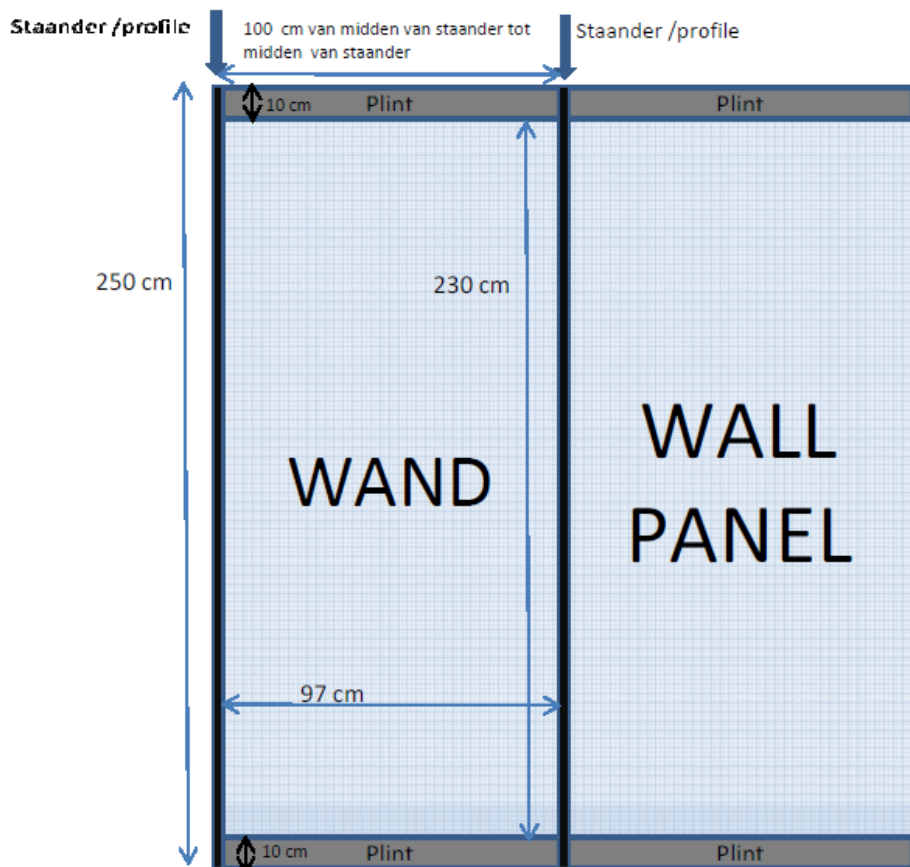 Staander /profile
100 cm van midden van staander tot
midden van staander
Staander /profile
10 cm
Plint
Plint
250 cm
230 cm
WAND
WALL
PANEL
97 cm
10 cm
Plint
Plint